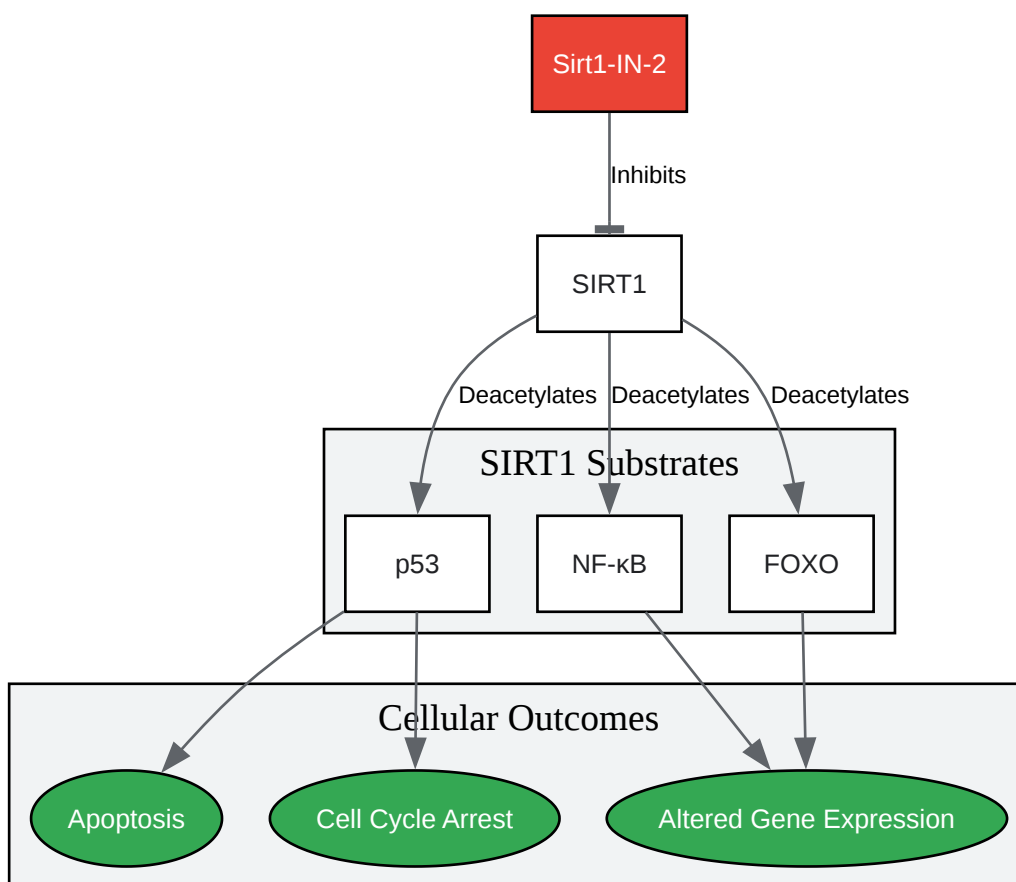 Sirt1-IN-2
Inhibits
SIRT1
Deacetylates
Deacetylates
Deacetylates
SIRT1 Substrates
p53
NF-κB
FOXO
Cellular Outcomes
Apoptosis
Cell Cycle Arrest
Altered Gene Expression